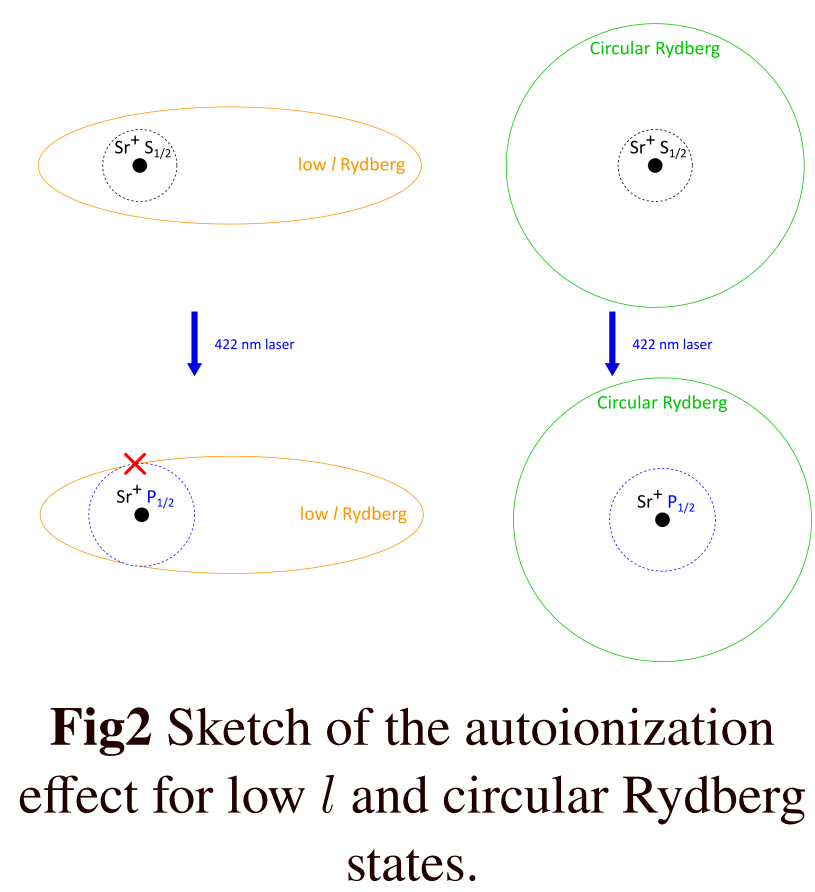 Circular Rydberg
Sr⁺ S₁/₂
low l Rydberg
Sr⁺ S₁/₂
422 nm laser
422 nm laser
Circular Rydberg
Sr⁺ P₁/₂
low l Rydberg
Sr⁺ P₁/₂
Fig2 Sketch of the autoionization
effect for low l and circular Rydberg
states.